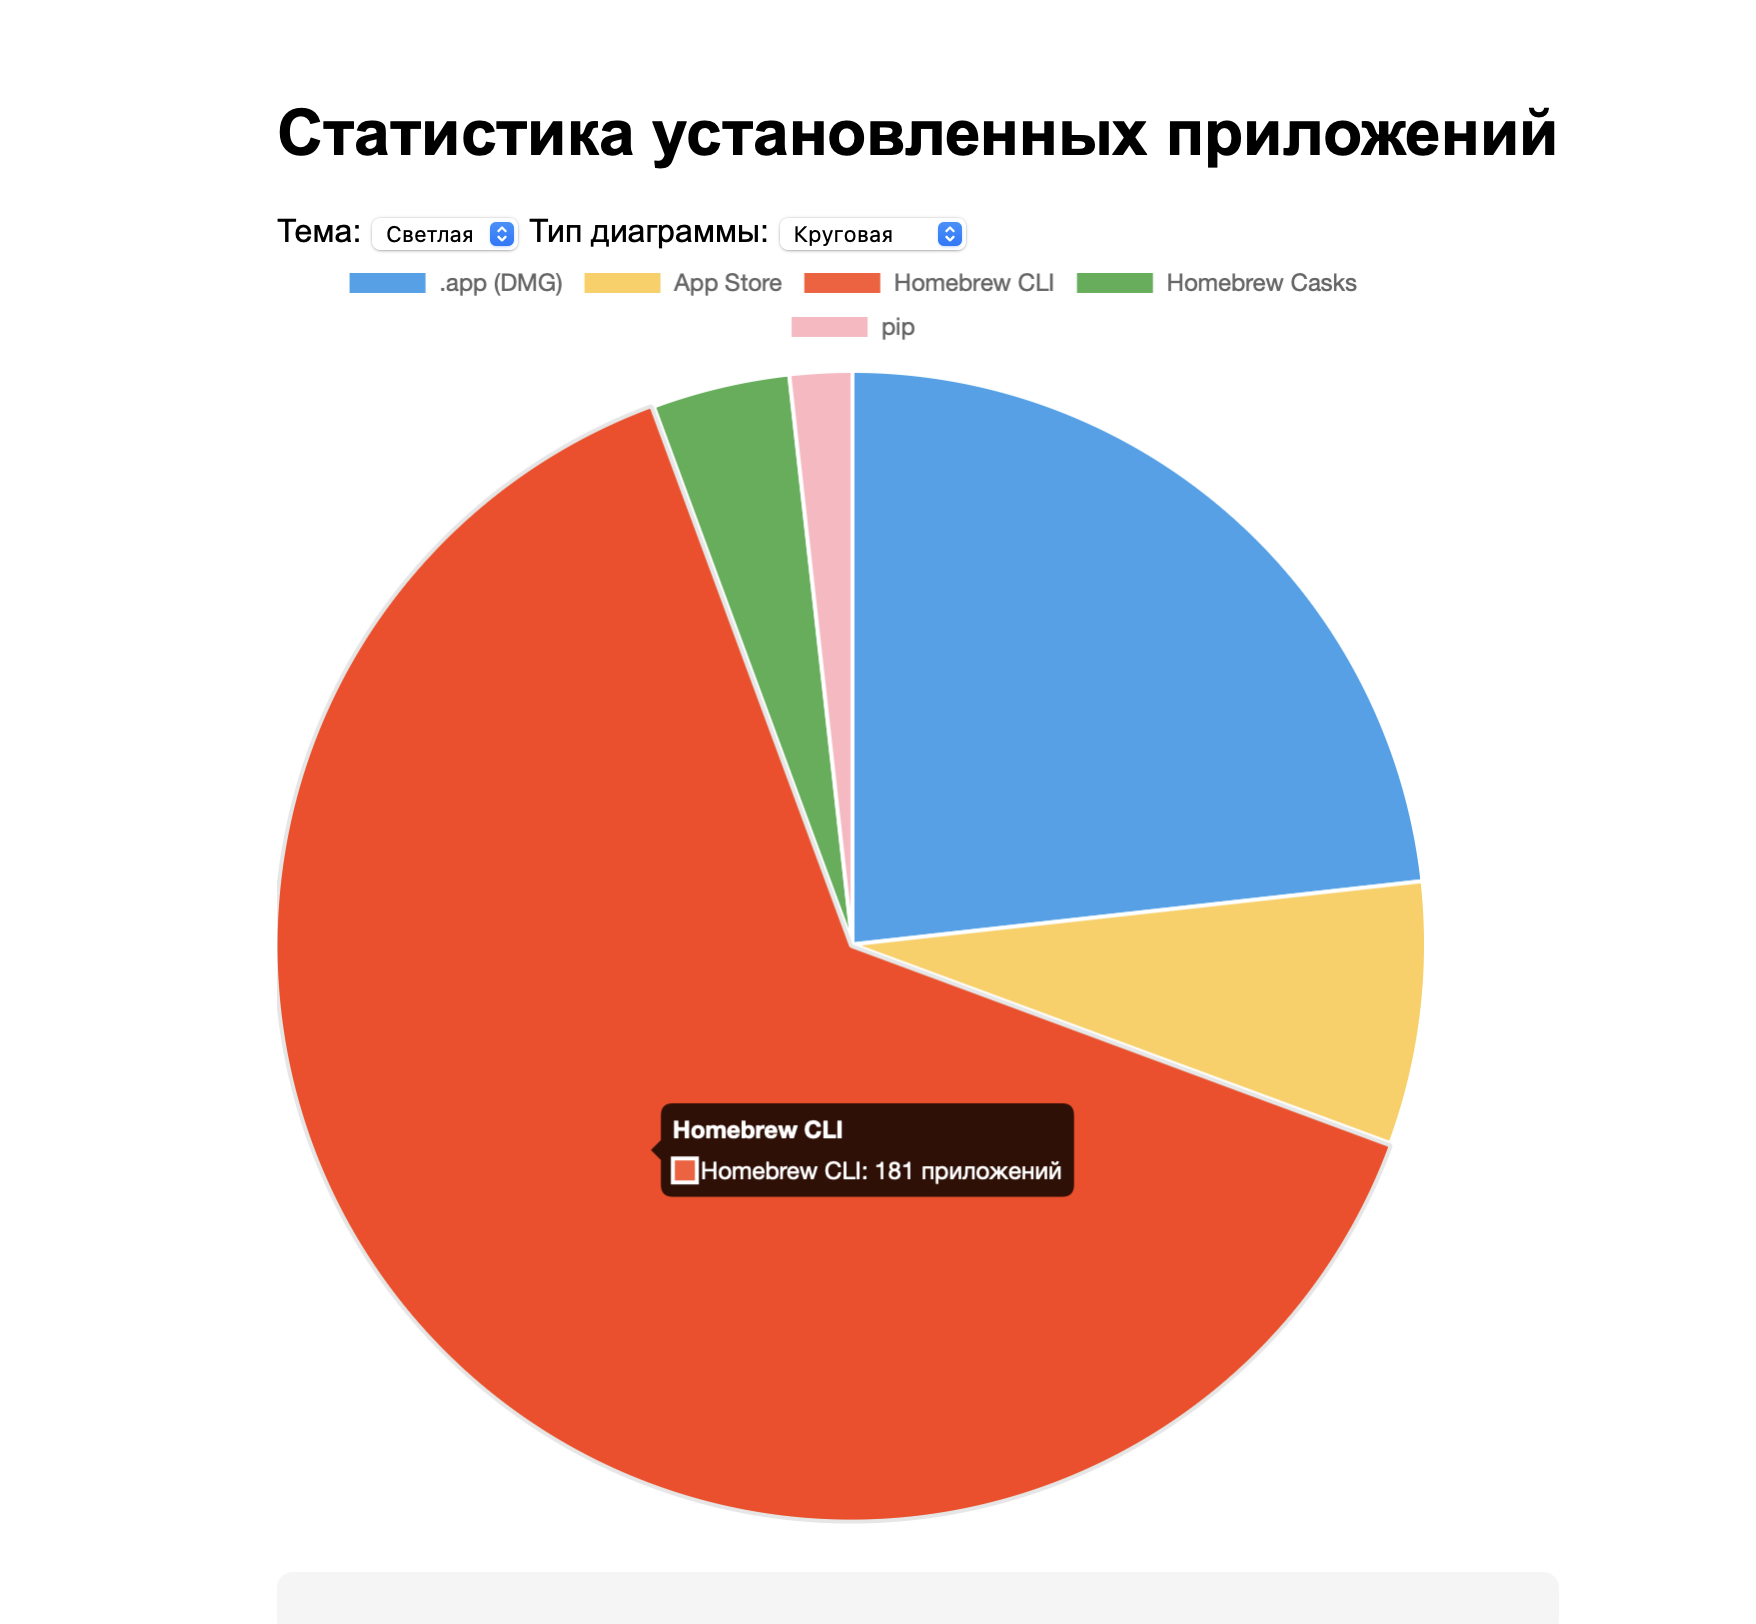 Статистика установленных приложений
Тема: Светлая Тип диаграммы: Круговая
.app (DMG) App Store Homebrew CLI Homebrew Casks
pip
Homebrew CLI
Homebrew CLI: 181 приложений